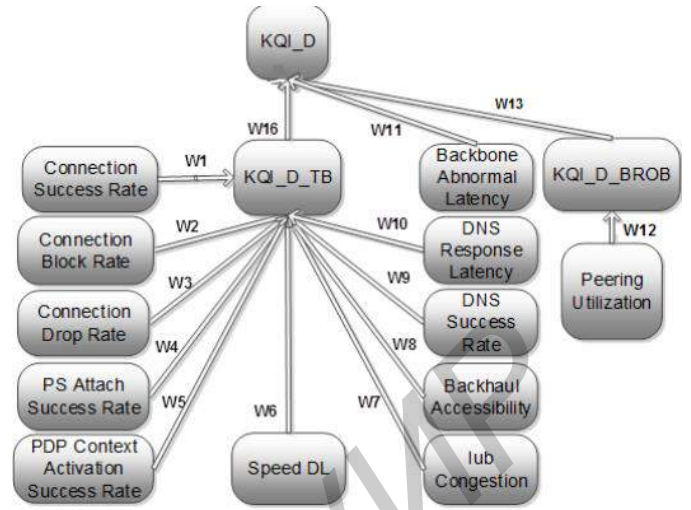 KQI_D
W13
W16
W11
Connection
Success Rate
W1
KQI_D_TB
Backbone
Abnormal
Latency
KQI_D_BROB
Connection
Block Rate
W2
W10
DNS
Response
Latency
W12
Peering
Utilization
Connection
Drop Rate
W3
W9
DNS
Success
Rate
PS Attach
Success Rate
W4
W8
Backhaul
Accessibility
PDP Context
Activation
Success Rate
W5
W6
Speed DL
W7
Iub
Congestion